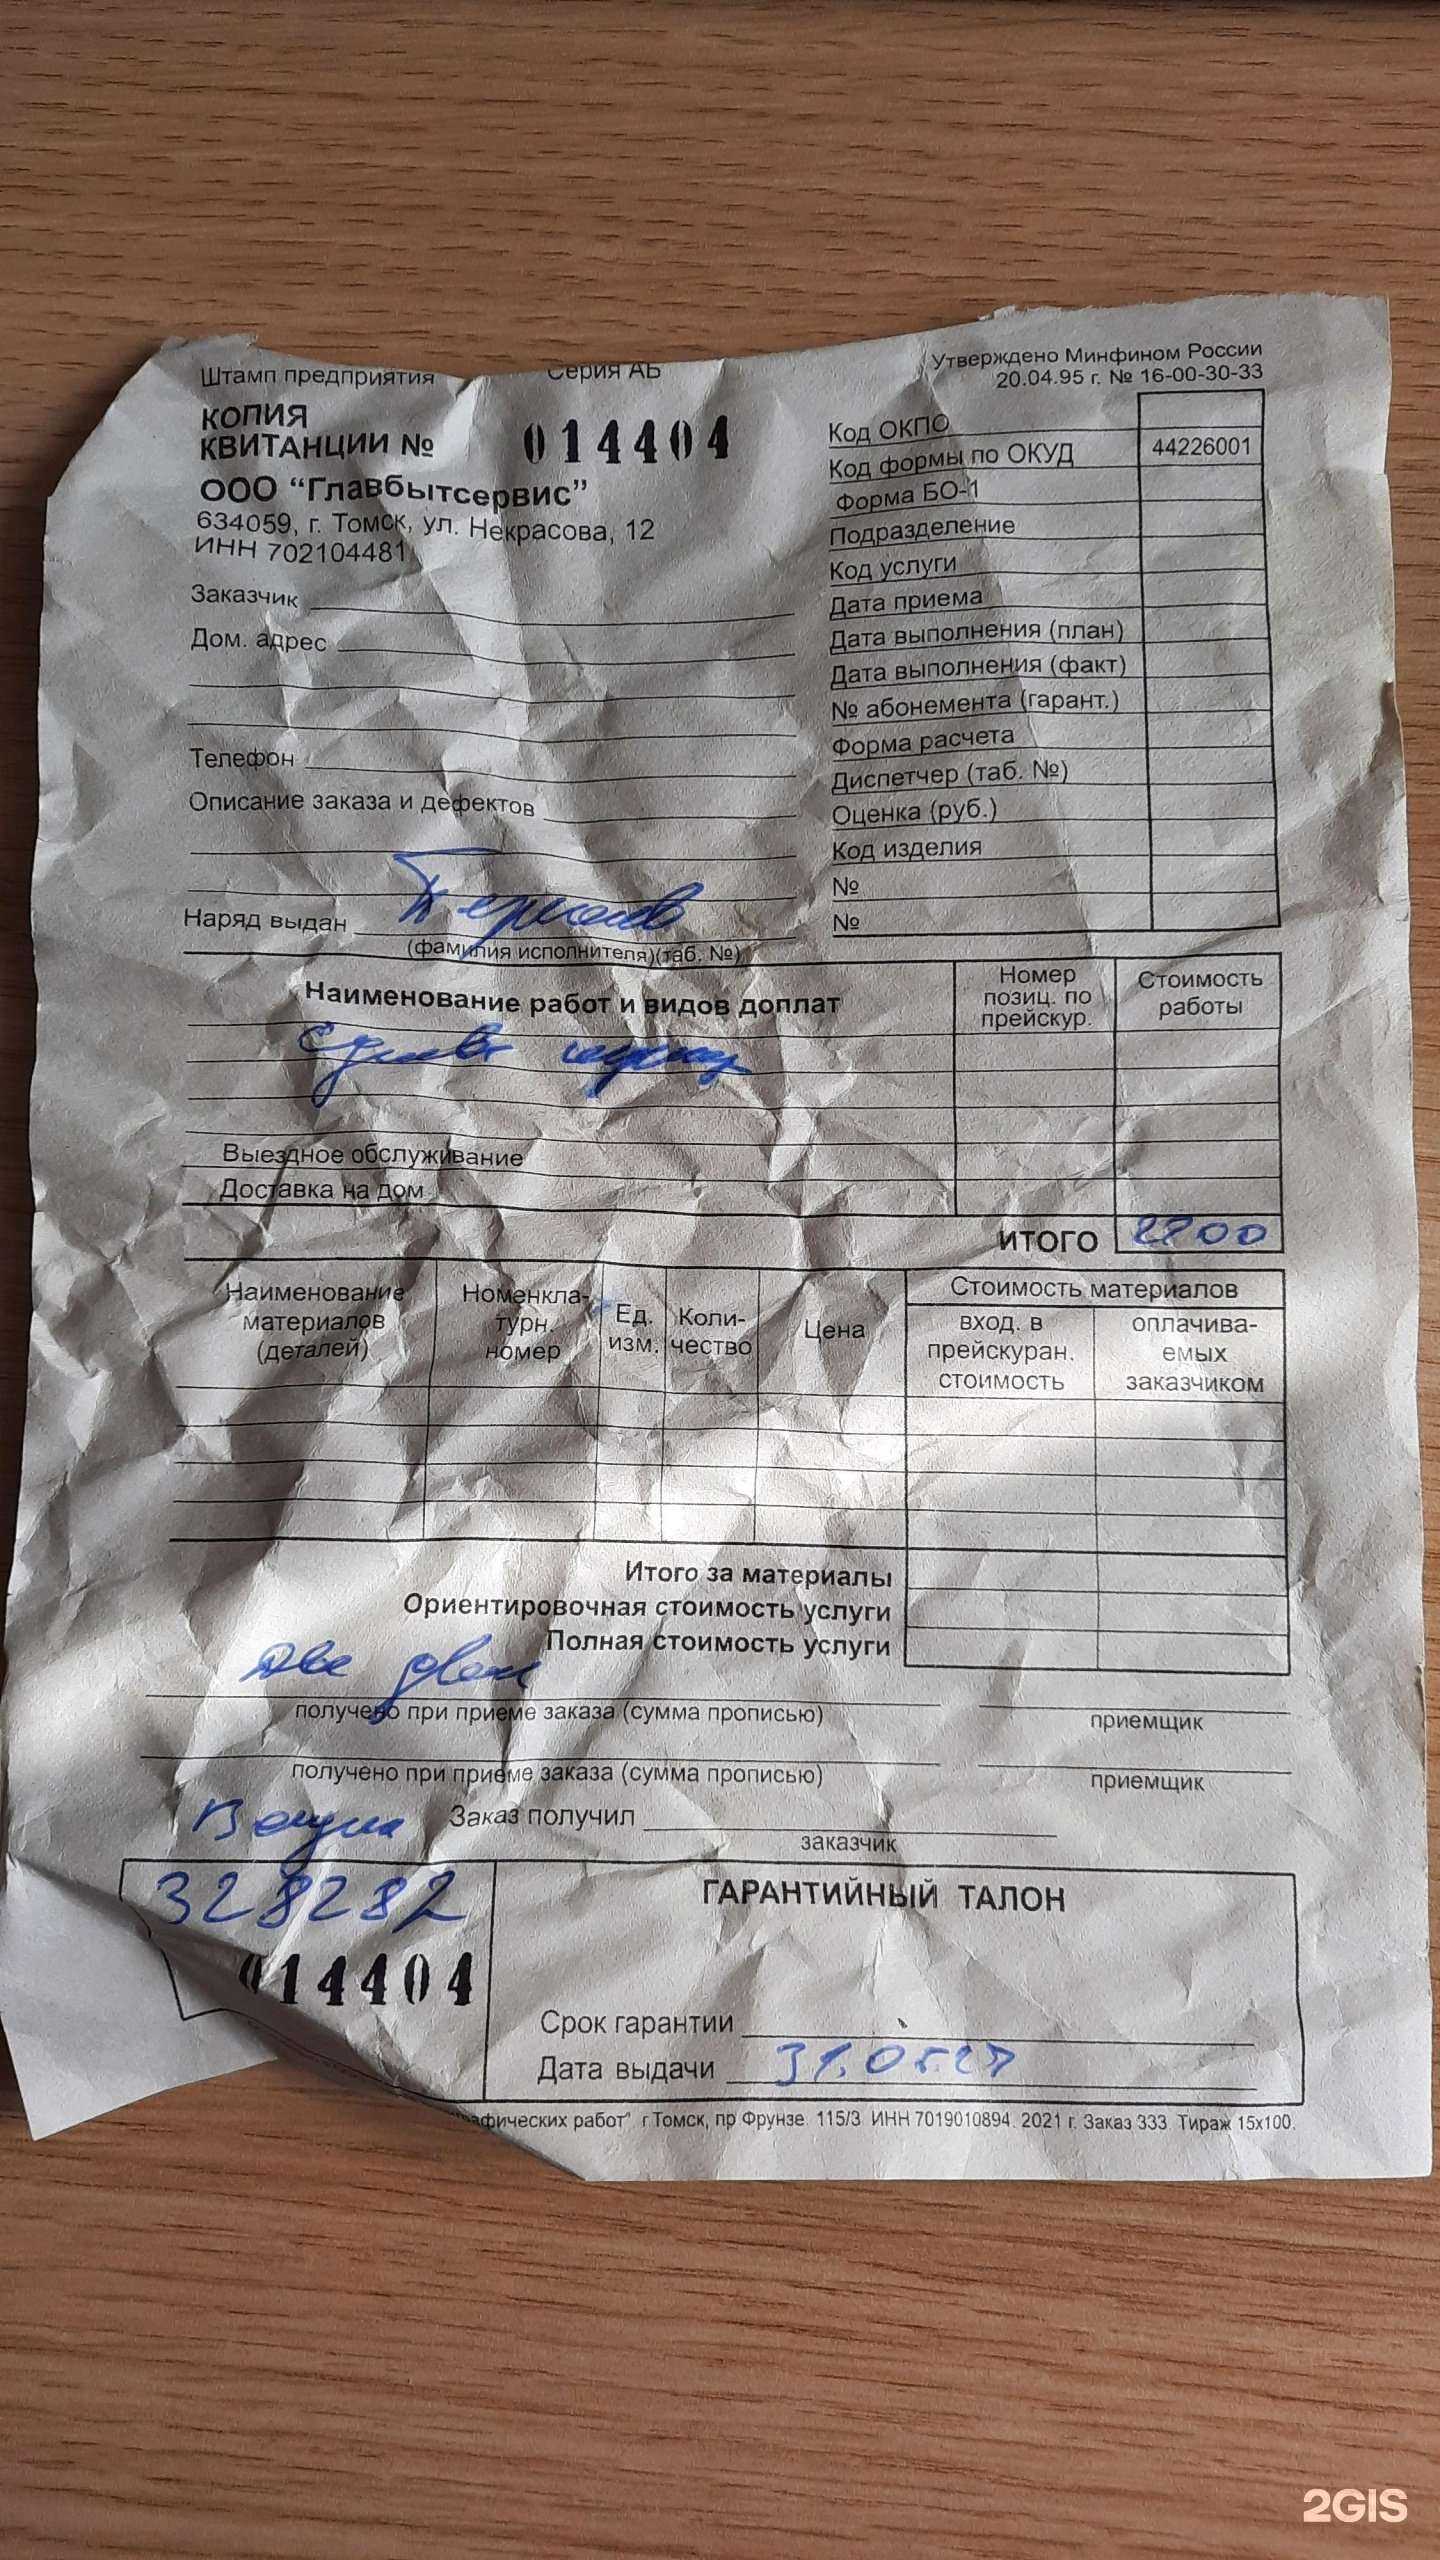 Штамп предприятия
Серия АБ
Утверждено Минфином России
20.04.95 г. № 16-00-30-33
КОПИЯ
КВИТАНЦИИ № 014404
ООО "Главбытсервис"
634059, г. Томск, ул. Некрасова, 12
ИНН 702104481
Заказчик
Дом. адрес
Телефон
Описание заказа и дефектов
Наряд выдан
(фамилия исполнителя)(таб. №)
Код ОКПО
Код формы по ОКУД 44226001
Форма БО-1
Подразделение
Код услуги
Дата приема
Дата выполнения (план)
Дата выполнения (факт)
№ абонемента (гарант.)
Форма расчета
Диспетчер (таб. №)
Оценка (руб.)
Код изделия
№
№
Наименование работ и видов доплат
Номер позиц. по прейскур.
Стоимость работы
Выездное обслуживание
Доставка на дом
ИТОГО 2200
Наименование материалов (деталей)
Номенкла-турн. номер
Ед. изм.
Коли-чество
Цена
Стоимость материалов
вход. в прейскуран. стоимость
оплачива-емых заказчиком
Итого за материалы
Ориентировочная стоимость услуги
Полная стоимость услуги
Две
получено при приеме заказа (сумма прописью)
приемщик
получено при приеме заказа (сумма прописью)
приемщик
Заказ получил
заказчик
328282
014404
ГАРАНТИЙНЫЙ ТАЛОН
Срок гарантии
Дата выдачи
работ". г.Томск, пр Фрунзе. 115/3. ИНН 7019010894. 2021 г. Заказ 333. Тираж 15x100.
2GIS